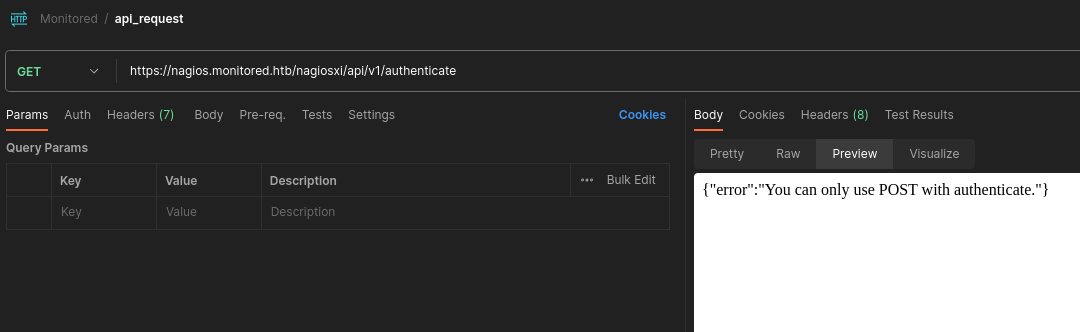 HTTP Monitored / api_request
GET https://nagios.monitored.htb/nagiosxi/api/v1/authenticate
Params Auth Headers (7) Body Pre-req. Tests Settings Cookies
Query Params
Key Value Description ••• Bulk Edit
Key Value Description
Body Cookies Headers (8) Test Results
Pretty Raw Preview Visualize
{"error":"You can only use POST with authenticate."}